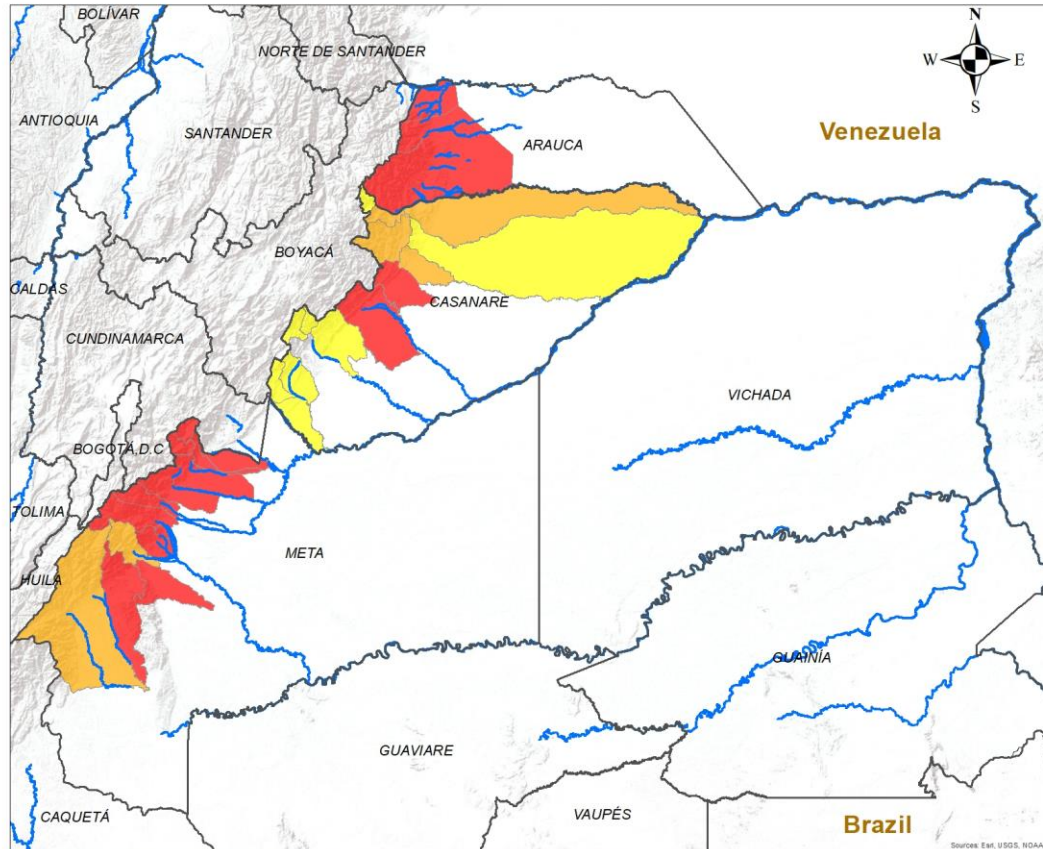 BOLÍVAR
NORTE DE SANTANDER
N
W
E
S
ANTIOQUIA
SANTANDER
ARAUCA
Venezuela
BOYACÁ
CALDAS
CASANARE
CUNDINAMARCA
VICHADA
BOGOTÁ, D.C
TOLIMA
META
HUILA
GUAINÍA
GUAVIARE
CAQUETÁ
VAUPÉS
Brazil
Sources: Esri, USGS, NOAA